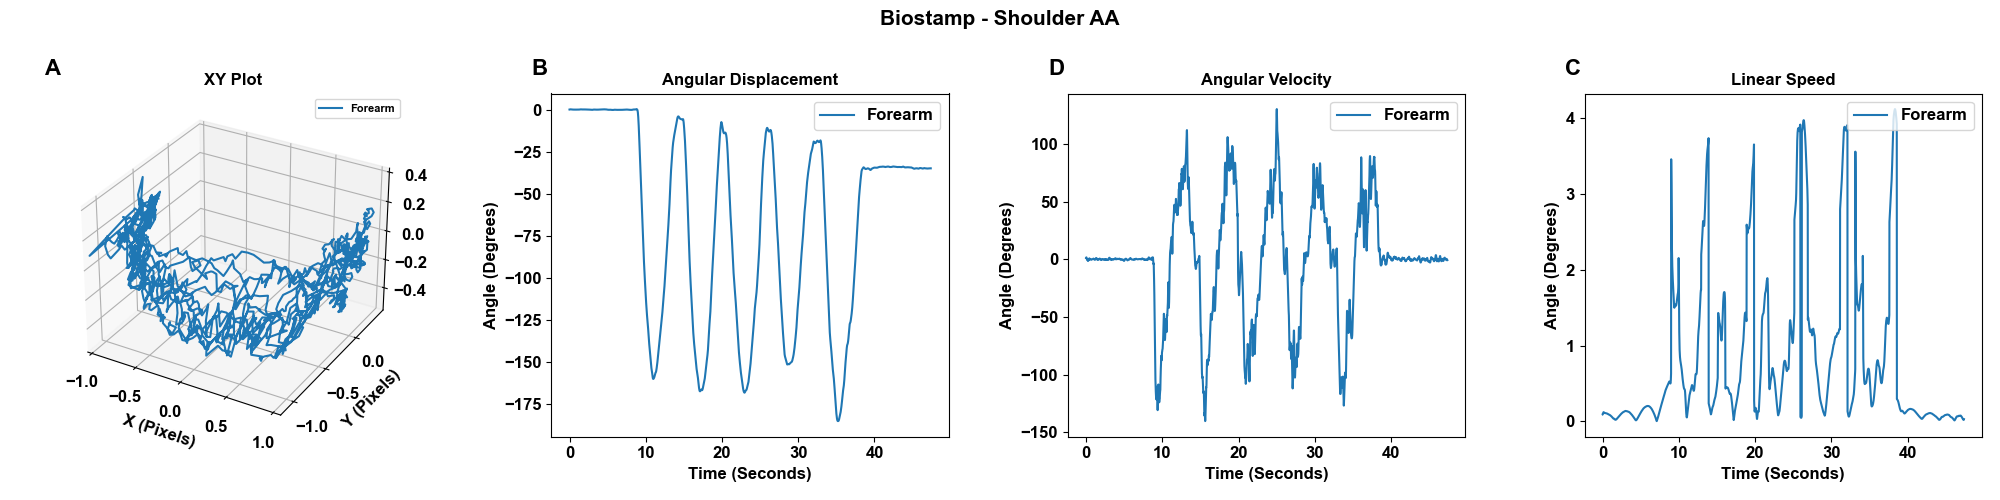 Biostamp - Shoulder AA
A
XY Plot
Forearm
0.4
0.2
0.0
−0.2
−0.4
−1.0
−0.5
0.0
0.5
1.0
X (Pixels)
−1.0
−0.5
0.0
Y (Pixels)
B
Angular Displacement
Forearm
0
−25
−50
−75
−100
−125
−150
−175
Angle (Degrees)
0
10
20
30
40
Time (Seconds)
D
Angular Velocity
Forearm
100
50
0
−50
−100
−150
Angle (Degrees)
0
10
20
30
40
Time (Seconds)
C
Linear Speed
Forearm
4
3
2
1
0
Angle (Degrees)
0
10
20
30
40
Time (Seconds)